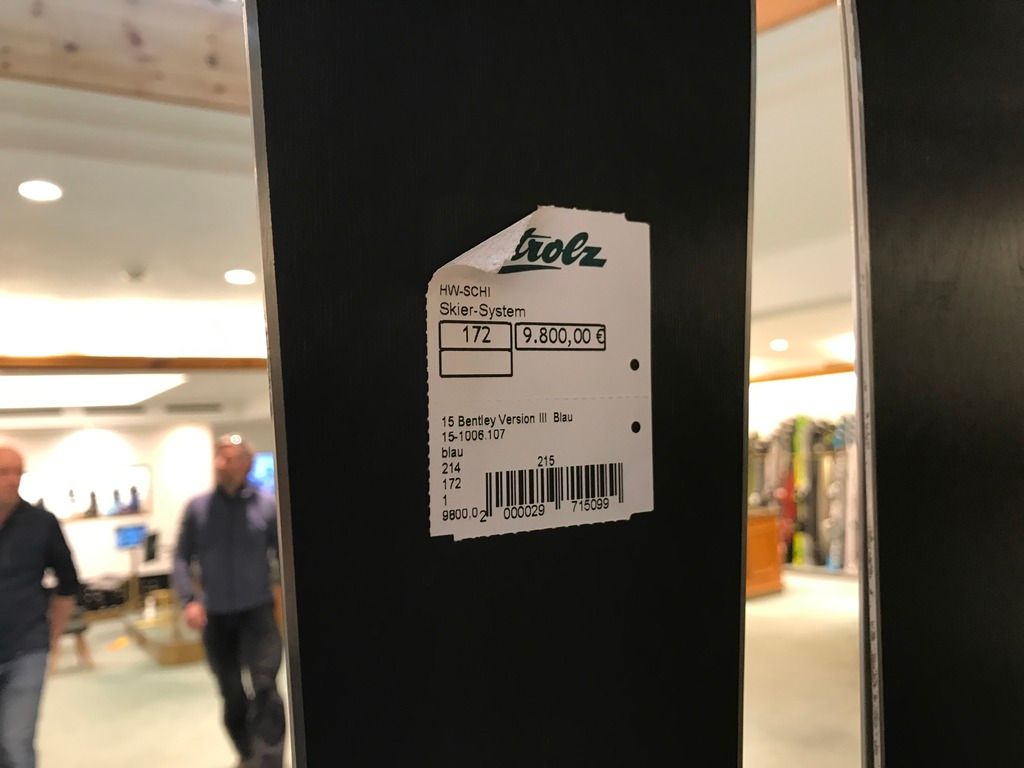 trolz
HW-SCHI
Skier-System
172 9.800,00 €
15 Bentley Version III Blau
15-1006.107
blau
214
172
1
9800,0
215
2 000029 715099